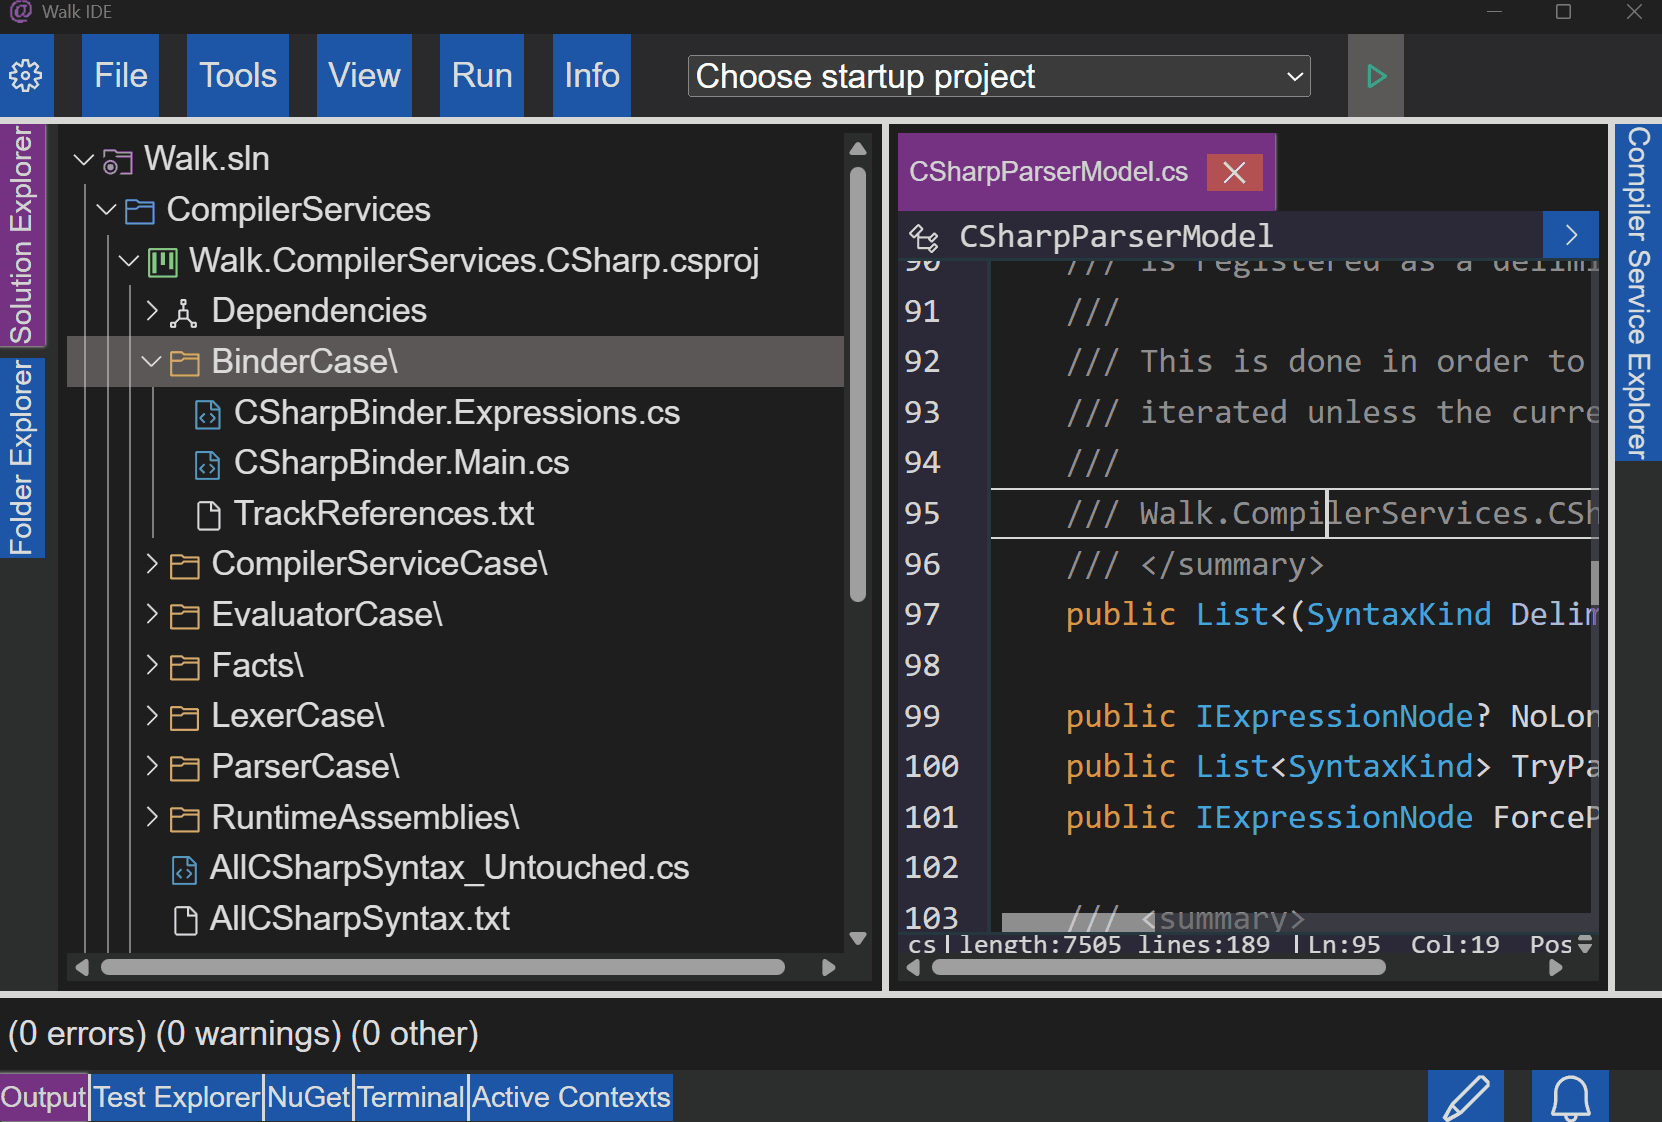 @ Walk IDE
File Tools View Run Info Choose startup project
Solution Explorer
Folder Explorer
Walk.sln
CompilerServices
Walk.CompilerServices.CSharp.csproj
Dependencies
BinderCase\
CSharpBinder.Expressions.cs
CSharpBinder.Main.cs
TrackReferences.txt
CompilerServiceCase\
EvaluatorCase\
Facts\
LexerCase\
ParserCase\
RuntimeAssemblies\
AllCSharpSyntax_Untouched.cs
AllCSharpSyntax.txt
CSharpParserModel.cs
CSharpParserModel
90 /// is registered as a delimi
91 ///
92 /// This is done in order to
93 /// iterated unless the curre
94 ///
95 /// Walk.CompilerServices.CSh
96 /// </summary>
97 public List<(SyntaxKind Delim
98
99 public IExpressionNode? NoLon
100 public List<SyntaxKind> TryPa
101 public IExpressionNode ForceP
102
103 /// <summary>
cs length:7505 lines:189 Ln:95 Col:19 Pos
Compiler Service Explorer
(0 errors) (0 warnings) (0 other)
Output Test Explorer NuGet Terminal Active Contexts